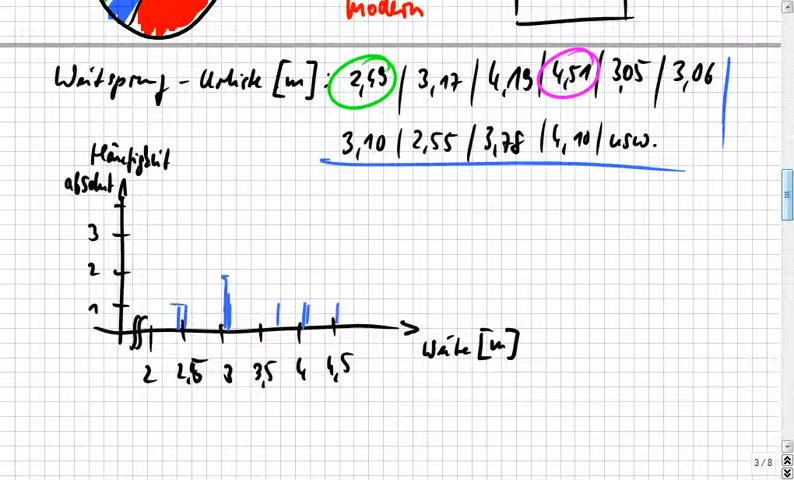 modern
Weitsprung - Urliste [m]: 2,49 / 3,17 / 4,19 / 4,51 / 3,05 / 3,06
3,10 / 2,55 / 3,78 / 4,10 / usw.
Häufigkeit
absolut
3
2
1
2 2,5 3 3,5 4 4,5
Weite [m]
3 / 8